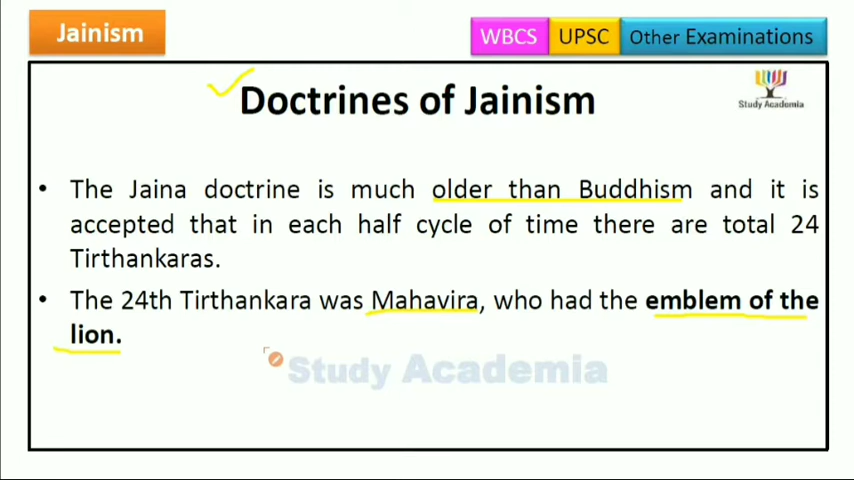 Jainism
WBCS UPSC Other Examinations
Doctrines of Jainism
Study Academia
• The Jaina doctrine is much older than Buddhism and it is
accepted that in each half cycle of time there are total 24
Tirthankaras.
• The 24th Tirthankara was Mahavira, who had the emblem of the
lion.
Study Academia